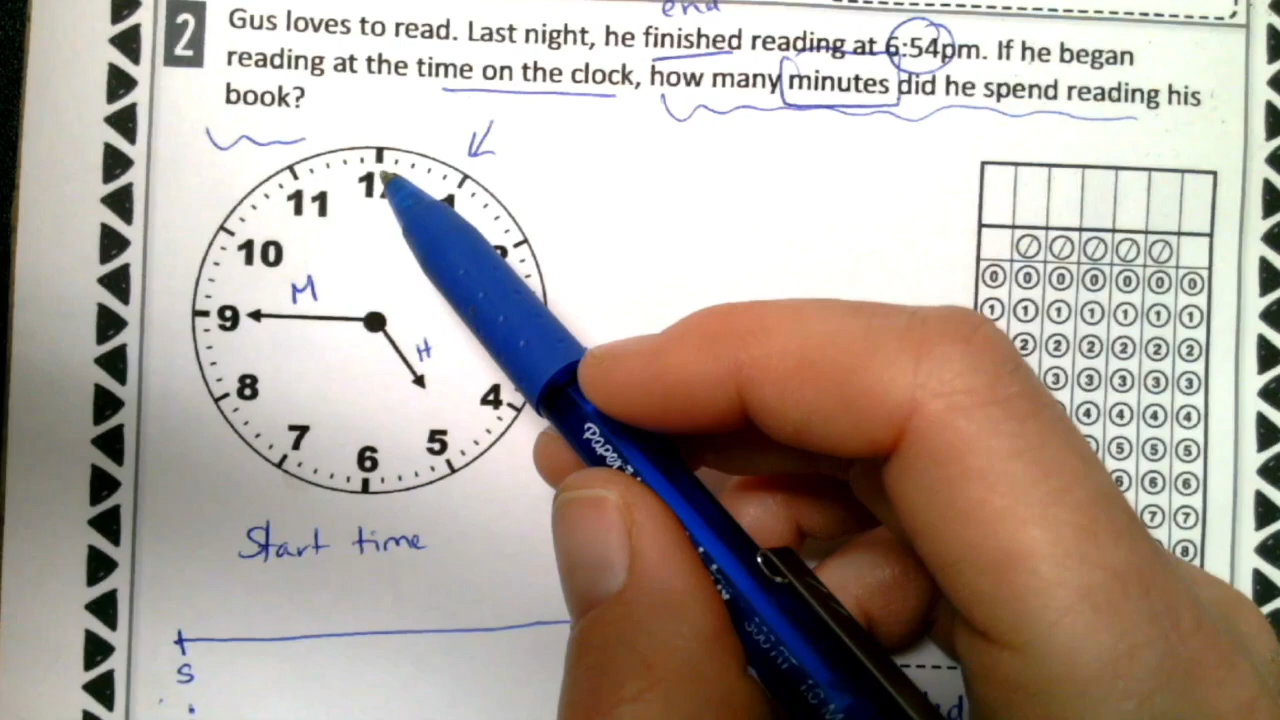 end
2
Gus loves to read. Last night, he finished reading at 6:54pm. If he began
reading at the time on the clock, how many minutes did he spend reading his
book?
11
10
M
9
H
8
4
7
5
6
Start time
S
0 0 0 0 0 0 0
1 1 1 1 1 1 1
2 2 2 2 2 2
3 3 3 3 3
4 4 4 4
5 5 5
6 6 6
7 7
8
Paper
300 RT 1.0 M